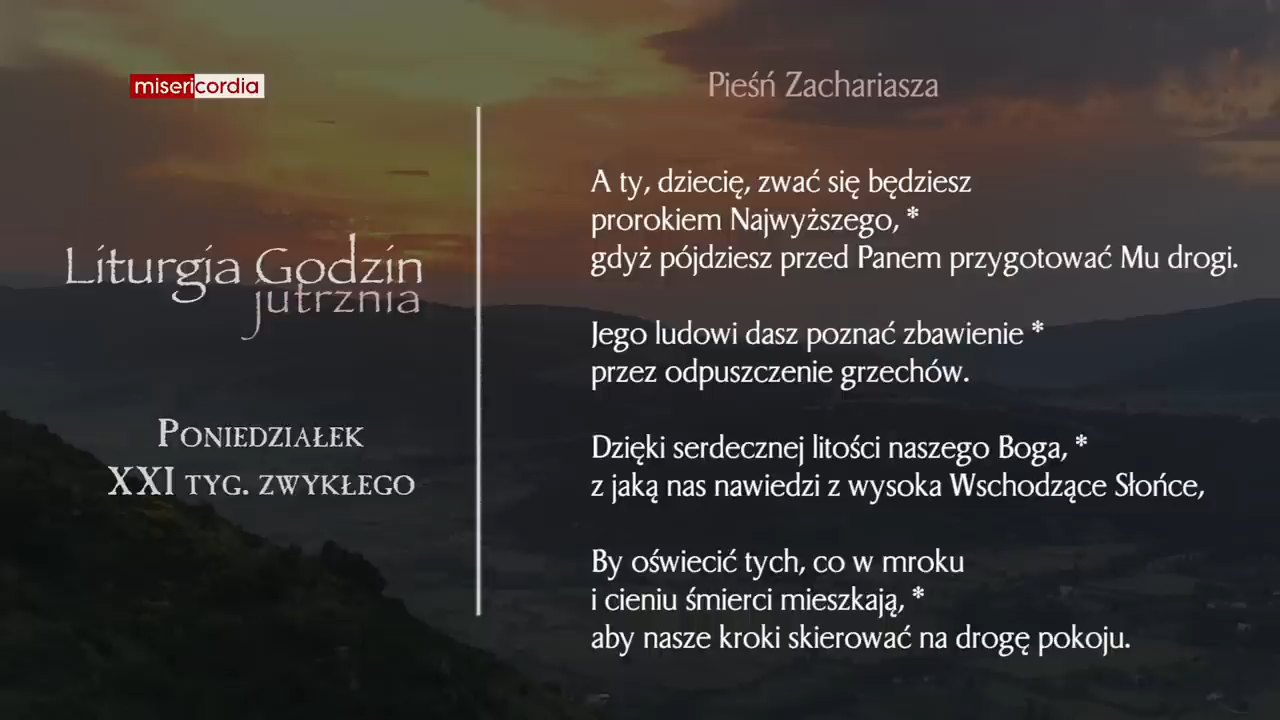 misericordia
Liturgia Godzin
jutrznia
Poniedziałek
XXI tyg. zwykłego
Pieśń Zachariasza
A ty, dziecię, zwać się będziesz
prorokiem Najwyższego, *
gdyż pójdziesz przed Panem przygotować Mu drogi.
Jego ludowi dasz poznać zbawienie *
przez odpuszczenie grzechów.
Dzięki serdecznej litości naszego Boga, *
z jaką nas nawiedzi z wysoka Wschodzące Słońce,
By oświecić tych, co w mroku
i cieniu śmierci mieszkają, *
aby nasze kroki skierować na drogę pokoju.